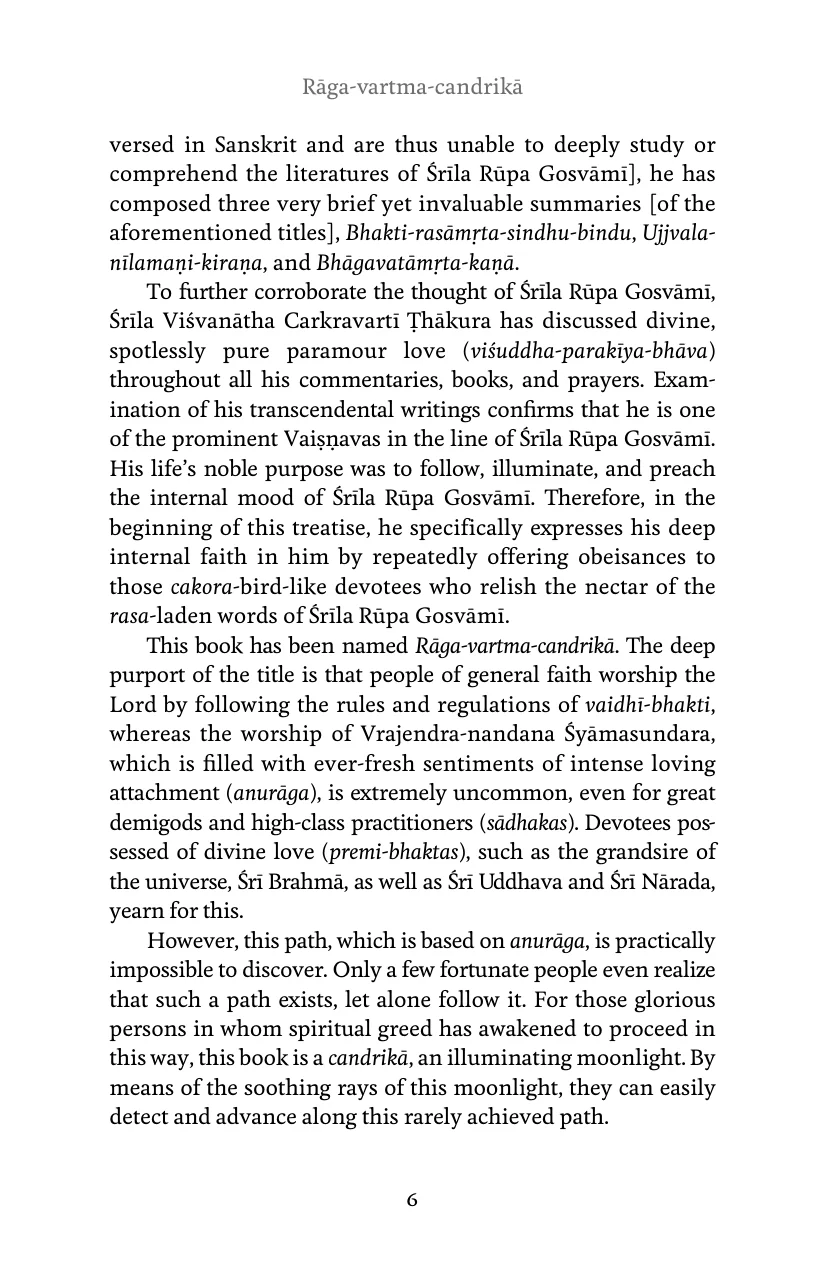 Rāga-vartma-candrikā
versed in Sanskrit and are thus unable to deeply study or
comprehend the literatures of Śrīla Rūpa Gosvāmī], he has
composed three very brief yet invaluable summaries [of the
aforementioned titles], Bhakti-rasāmṛta-sindhu-bindu, Ujjvala-
nīlamaṇi-kiraṇa, and Bhāgavatāmṛta-kaṇā.
To further corroborate the thought of Śrīla Rūpa Gosvāmī,
Śrīla Viśvanātha Carkravartī Ṭhākura has discussed divine,
spotlessly pure paramour love (viśuddha-parakīya-bhāva)
throughout all his commentaries, books, and prayers. Exam-
ination of his transcendental writings confirms that he is one
of the prominent Vaiṣṇavas in the line of Śrīla Rūpa Gosvāmī.
His life’s noble purpose was to follow, illuminate, and preach
the internal mood of Śrīla Rūpa Gosvāmī. Therefore, in the
beginning of this treatise, he specifically expresses his deep
internal faith in him by repeatedly offering obeisances to
those cakora-bird-like devotees who relish the nectar of the
rasa-laden words of Śrīla Rūpa Gosvāmī.
This book has been named Rāga-vartma-candrikā. The deep
purport of the title is that people of general faith worship the
Lord by following the rules and regulations of vaidhī-bhakti,
whereas the worship of Vrajendra-nandana Śyāmasundara,
which is filled with ever-fresh sentiments of intense loving
attachment (anurāga), is extremely uncommon, even for great
demigods and high-class practitioners (sādhakas). Devotees pos-
sessed of divine love (premi-bhaktas), such as the grandsire of
the universe, Śrī Brahmā, as well as Śrī Uddhava and Śrī Nārada,
yearn for this.
However, this path, which is based on anurāga, is practically
impossible to discover. Only a few fortunate people even realize
that such a path exists, let alone follow it. For those glorious
persons in whom spiritual greed has awakened to proceed in
this way, this book is a candrikā, an illuminating moonlight. By
means of the soothing rays of this moonlight, they can easily
detect and advance along this rarely achieved path.
6